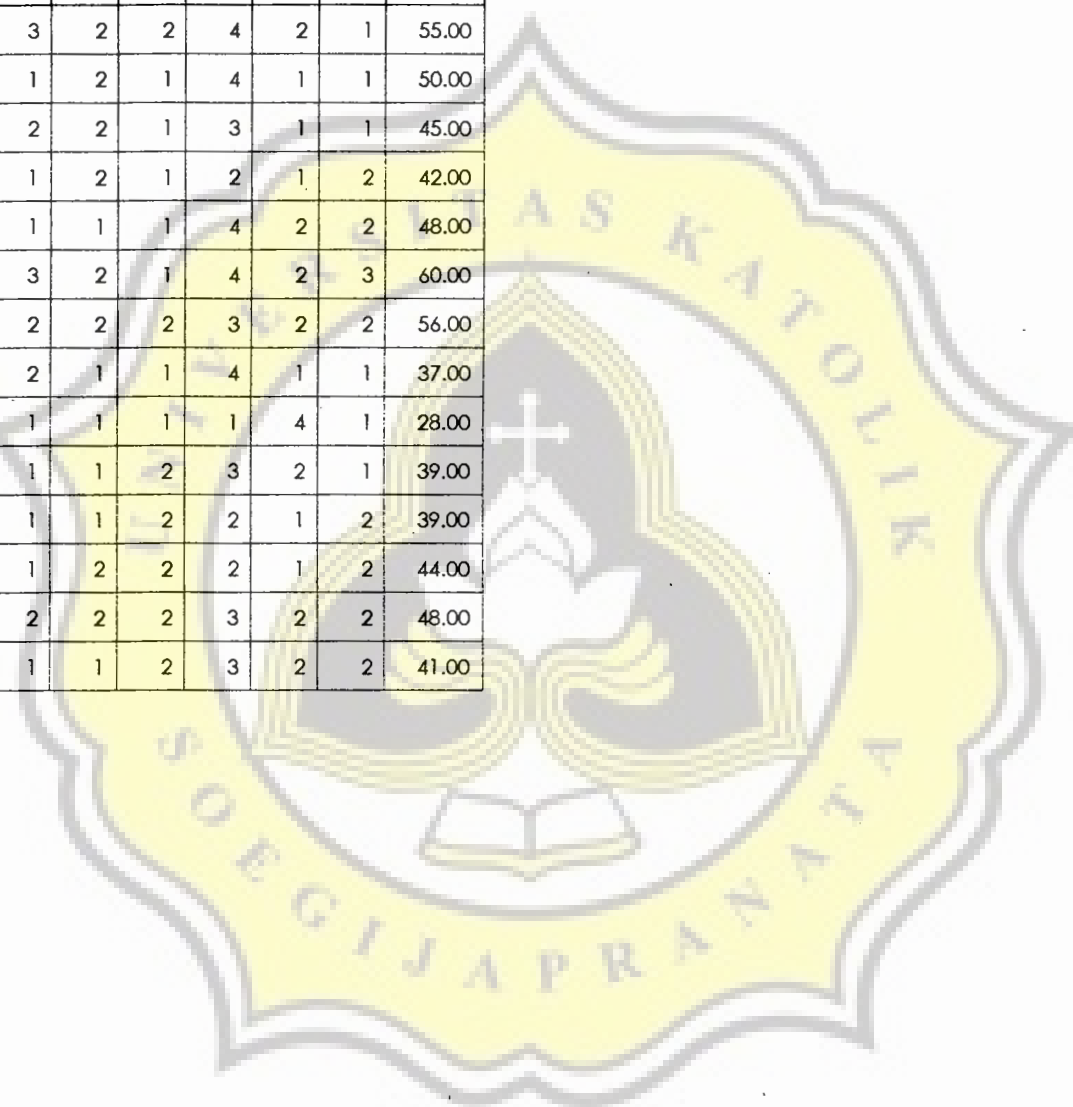 3 2 2 4 2 1 55.00
1 2 1 4 1 1 50.00
2 2 1 3 1 1 45.00
1 2 1 2 1 2 42.00
1 1 1 4 2 2 48.00
3 2 1 4 2 3 60.00
2 2 2 3 2 2 56.00
2 1 1 4 1 1 37.00
1 1 1 1 4 1 28.00
1 1 2 3 2 1 39.00
1 1 2 2 1 2 39.00
1 2 2 2 1 2 44.00
2 2 2 3 2 2 48.00
1 1 2 3 2 2 41.00
UNIVERSITAS KATOLIK
SOEGIJAPRANATA